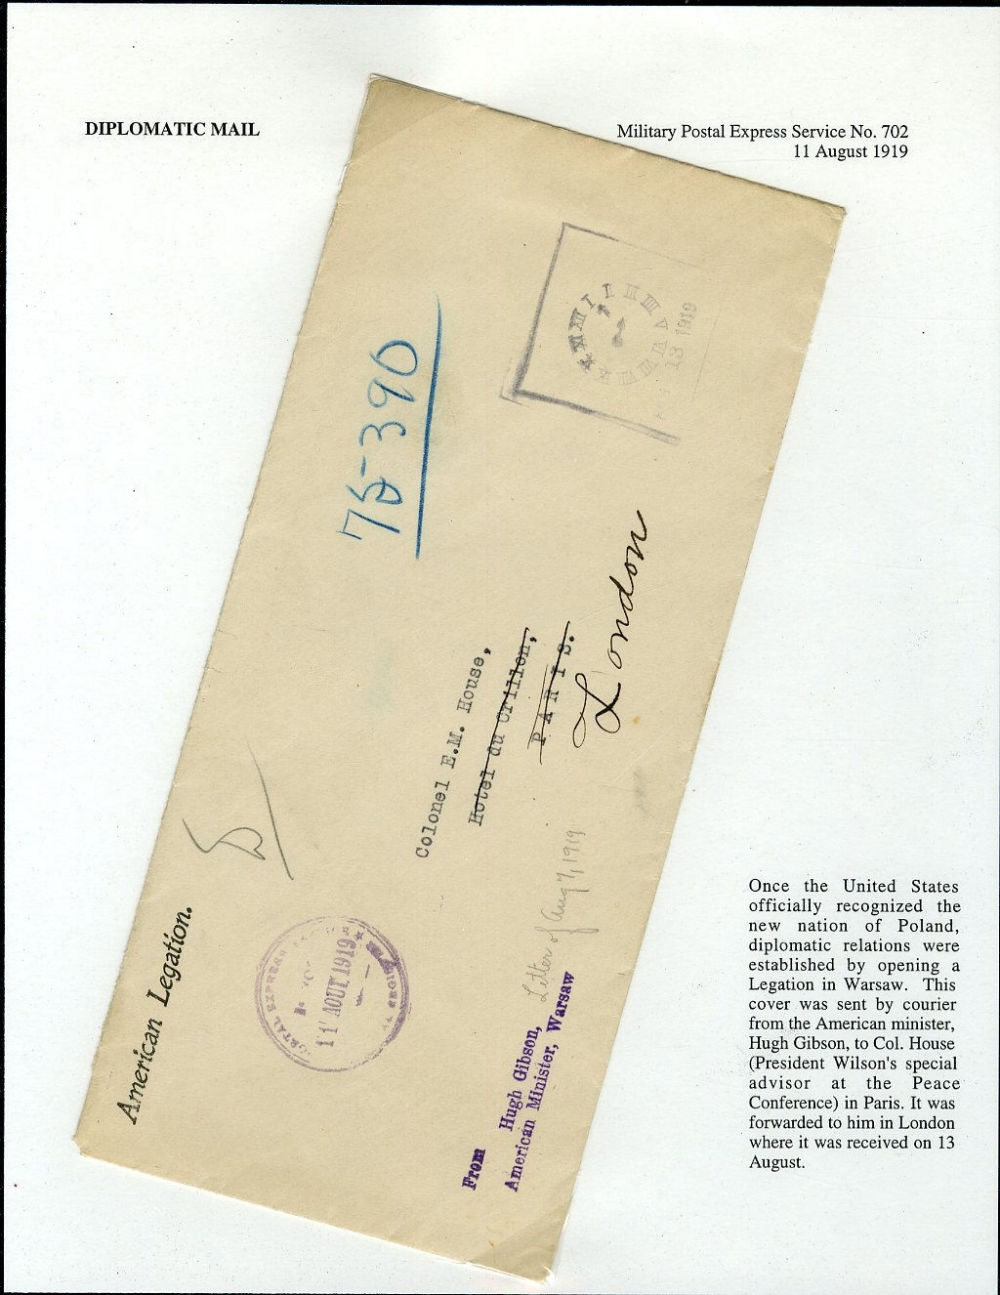 DIPLOMATIC MAIL
Military Postal Express Service No. 702
11 August 1919
American Legation.
75-390
13 1919
Colonel E.M. House,
Hotel du Crillon,
PARIS.
London
Letter of Aug 7, 1919
11 AOUT 1919
From
Hugh Gibson,
American Minister, Warsaw
Once the United States
officially recognized the
new nation of Poland,
diplomatic relations were
established by opening a
Legation in Warsaw. This
cover was sent by courier
from the American minister,
Hugh Gibson, to Col. House
(President Wilson's special
advisor at the Peace
Conference) in Paris. It was
forwarded to him in London
where it was received on 13
August.